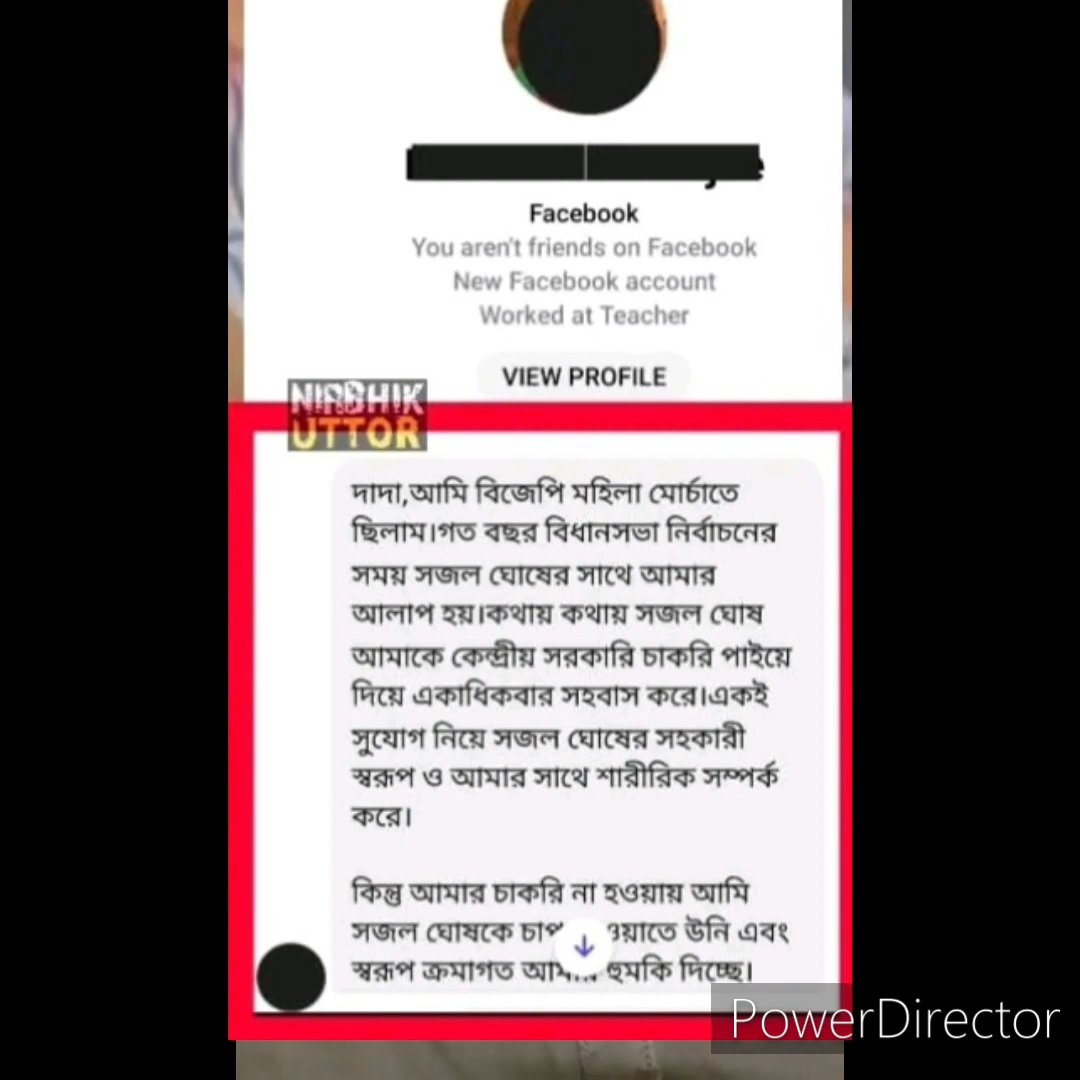 Facebook
You aren't friends on Facebook
New Facebook account
Worked at Teacher
VIEW PROFILE
NIRBHIK
UTTOR
দাদা,আমি বিজেপি মহিলা মোর্চাতে
ছিলাম।গত বছর বিধানসভা নির্বাচনের
সময় সজল ঘোষের সাথে আমার
আলাপ হয়।কথায় কথায় সজল ঘোষ
আমাকে কেন্দ্রীয় সরকারি চাকরি পাইয়ে
দিয়ে একাধিকবার সহবাস করে।একই
সুযোগ নিয়ে সজল ঘোষের সহকারী
স্বরূপ ও আমার সাথে শারীরিক সম্পর্ক
করে।
কিন্তু আমার চাকরি না হওয়ায় আমি
সজল ঘোষকে উনি এবং
স্বরূপ ক্রমাগত হুমকি দিচ্ছে।
PowerDirector